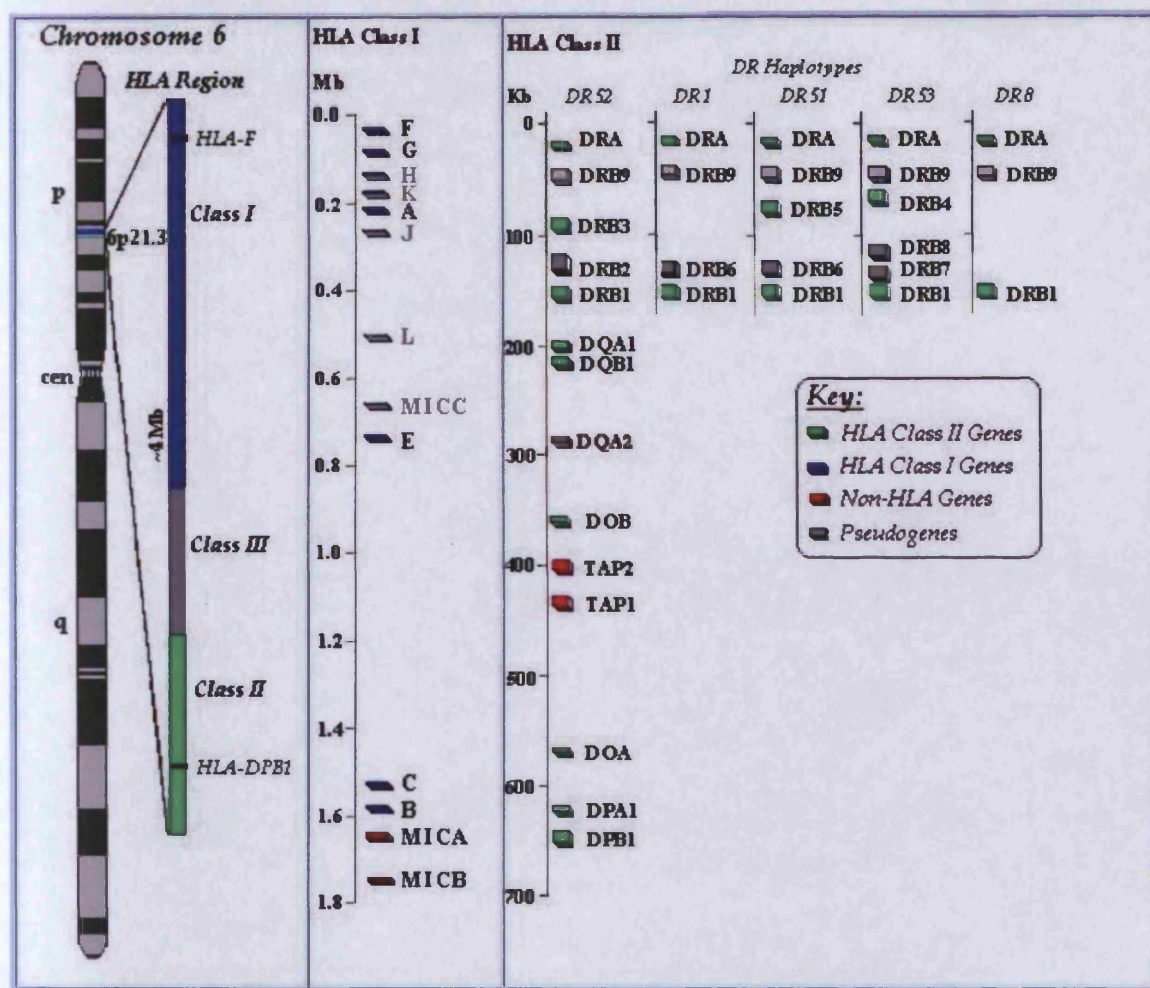 Chromosome 6
HLA Region
HLA-F
p
Class I
6p21.3
cen
~4 Mb
Class III
q
Class II
HLA-DPB1
HLA Class I
Mb
0.0
0.2
0.4
0.6
0.8
1.0
1.2
1.8
1.6
1.8
F
G
H
K
A
J
L
MICC
E
C
B
MICA
MICB
HLA Class II
DR Haplotypes
Kb DR52 DR1 DR51 DR53 DR8
0
100
200
300
400
500
600
700
DRA
DRB9
DRB3
DRB2
DRB1
DQA1
DQB1
DQA2
DOB
TAP2
TAP1
DOA
DPA1
DPB1
DRA
DRB9
DRB6
DRB1
DRA
DRB9
DRB5
DRB6
DRB1
DRA
DRB9
DRB4
DRB8
DRB7
DRB1
DRA
DRB9
DRB1
Key:
HLA Class II Genes
HLA Class I Genes
Non-HLA Genes
Pseudogenes